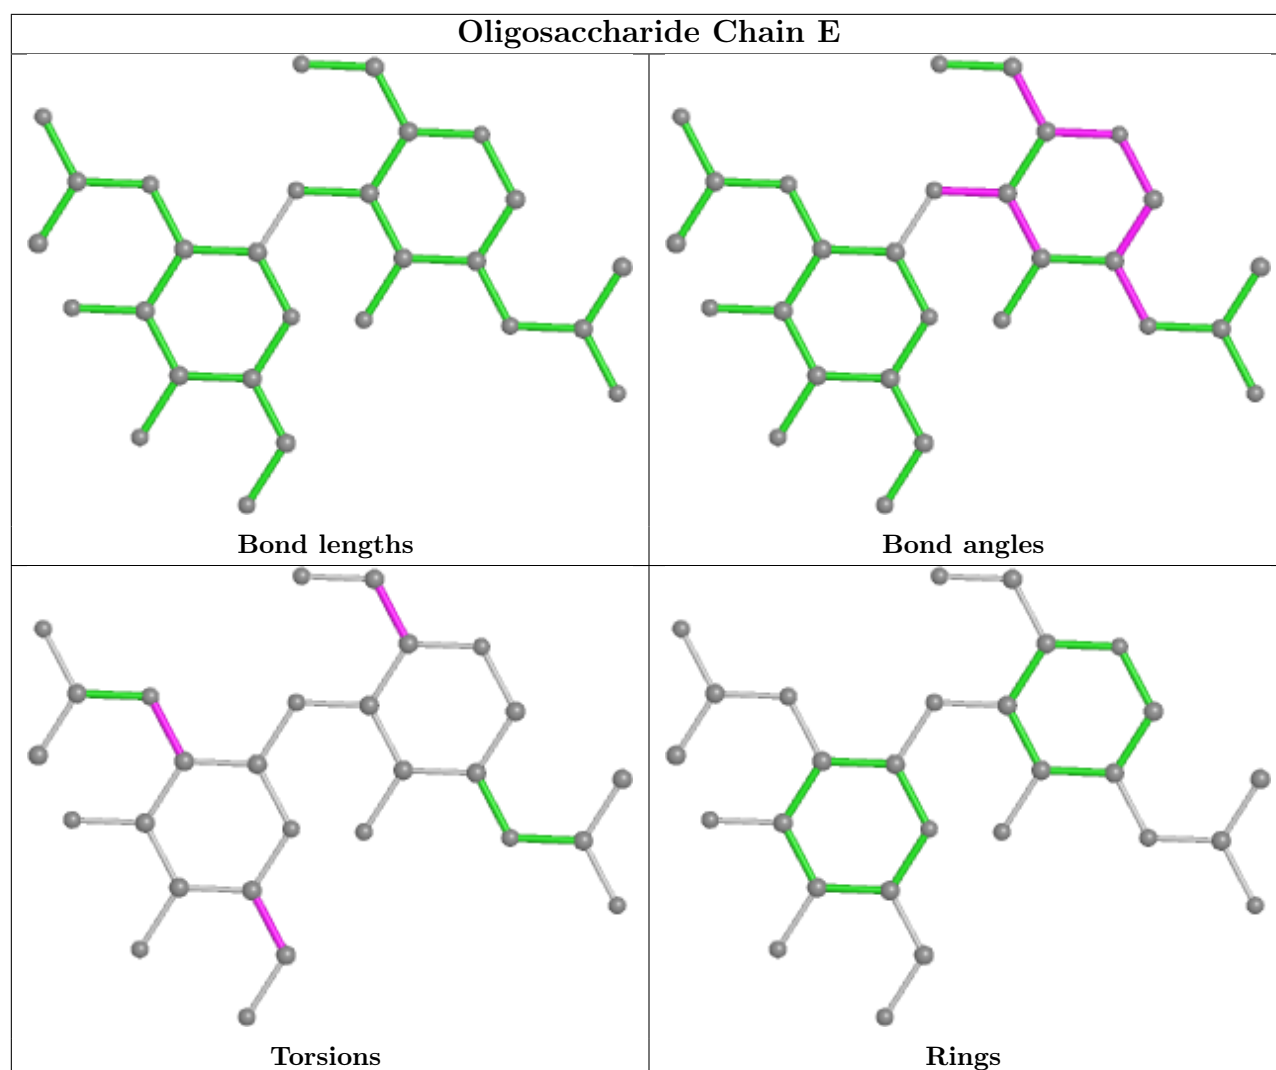 Oligosaccharide Chain E
Bond lengths
Bond angles
Torsions
Rings